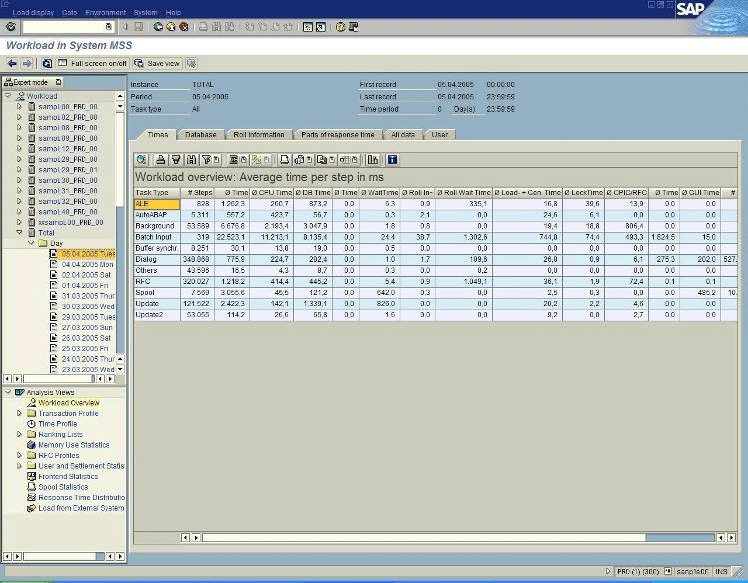 Load display Goto Environment System Help
SAP
Workload in System MSS
Full screen on/off Save view
Expert mode
Instance TOTAL First record 05.04.2005 00:00:00
Period 05.04.2005 Last record 05.04.2005 23:59:59
Task type All Time period 0 Day(s) 23:59:59
Workload
sampL00_PRD_00
sampL02_PRD_00
sampL08_PRD_00
sampL09_PRD_00
sampL12_PRD_00
sampL29_PRD_00
sampL29_PRD_01
sampL30_PRD_00
sampL31_PRD_00
sampL32_PRD_00
sampL40_PRD_00
xxsampL00_PRD_00
Total
Day
05.04.2005 Tues
04.04.2005 Mon
02.04.2005 Sat
01.04.2005 Fri
31.03.2005 Thur
30.03.2005 Wed
29.03.2005 Tues
27.03.2005 Sun
26.03.2005 Sat
25.03.2005 Fri
24.03.2005 Thur
23.03.2005 Wed
Analysis Views
Workload Overview
Transaction Profile
Time Profile
Ranking Lists
Memory Use Statistics
RFC Profiles
User and Settlement Statis
Frontend Statistics
Spool Statistics
Response Time Distributio
Load from External System
Times Database Roll information Parts of response time All data User
Workload overview: Average time per step in ms
Task Type # Steps Ø Time Ø CPU Time Ø DB Time Ø Time Ø WaitTime Ø Roll In+ Ø Roll Wait Time Ø Load- + Gen. Time Ø LockTime Ø CPIC/RFC Ø Time Ø GUI Time #
ALE 828 1.262,3 260,7 873,2 0,0 6,3 0,9 335,1 16,8 39,6 13,9 0,0 0,0
AutoABAP 5.311 557,2 423,7 56,7 0,0 0,3 2,1 0,0 24,6 6,1 0,0 0,0 0,0
Background 53.589 6.676,8 2.193,4 3.047,9 0,0 1,8 0,8 0,0 19,4 18,8 806,4 0,0 0,0
Batch Input 319 22.523,1 11.213,1 8.135,4 0,0 24,4 38,7 1.302,6 744,8 74,4 493,3 1.824,5 15,0
Buffer synchr. 8.251 30,1 13,8 19,0 0,0 0,5 0,0 0,0 0,0 0,0 0,0 0,0 0,0
Dialog 348.868 775,9 224,7 292,4 0,0 1,0 1,7 189,6 26,8 0,9 6,1 275,3 202,0 527.
Others 43.596 16,5 4,3 8,7 0,0 0,3 0,0 0,2 0,0 0,0 0,0 0,0 0,0
RFC 320.027 1.218,2 414,4 445,2 0,0 5,4 0,9 1.049,1 36,1 1,9 72,4 0,1 0,1
Spool 7.569 3.055,6 45,5 121,2 0,0 642,0 0,3 0,0 2,5 0,3 0,0 0,0 485,2 10.
Update 121.522 2.422,3 142,1 1.339,1 0,0 826,0 0,0 0,0 20,2 2,2 4,6 0,0 0,0
Update2 53.055 114,2 26,6 65,8 0,0 1,6 0,0 0,0 9,2 0,0 2,7 0,0 0,0
PRD (1) (300) sample00 INS